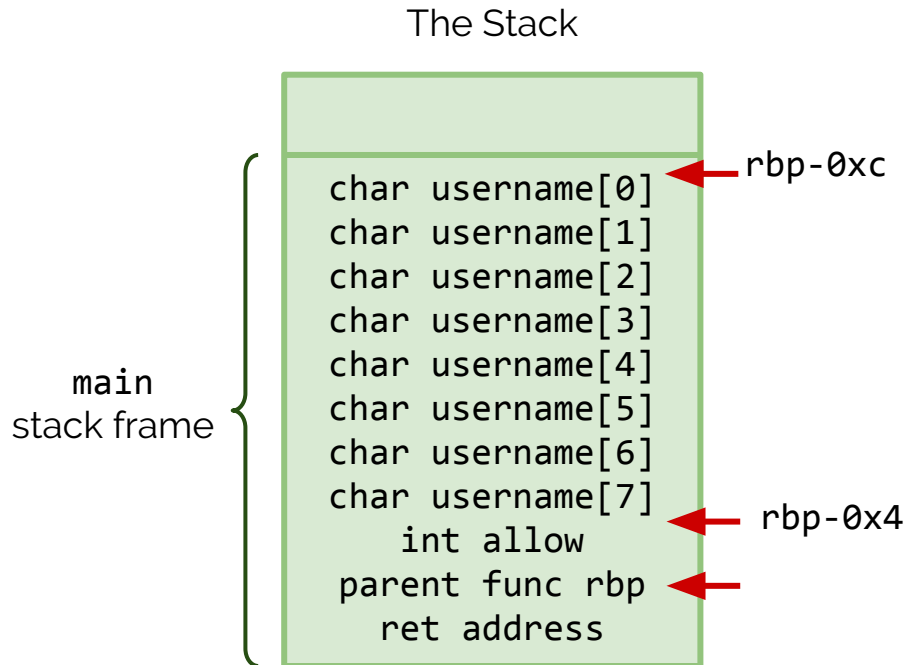 The Stack
rbp-0xc
char username[0]
char username[1]
char username[2]
char username[3]
char username[4]
char username[5]
char username[6]
char username[7]
main
stack frame
rbp-0x4
int allow
parent func rbp
ret address